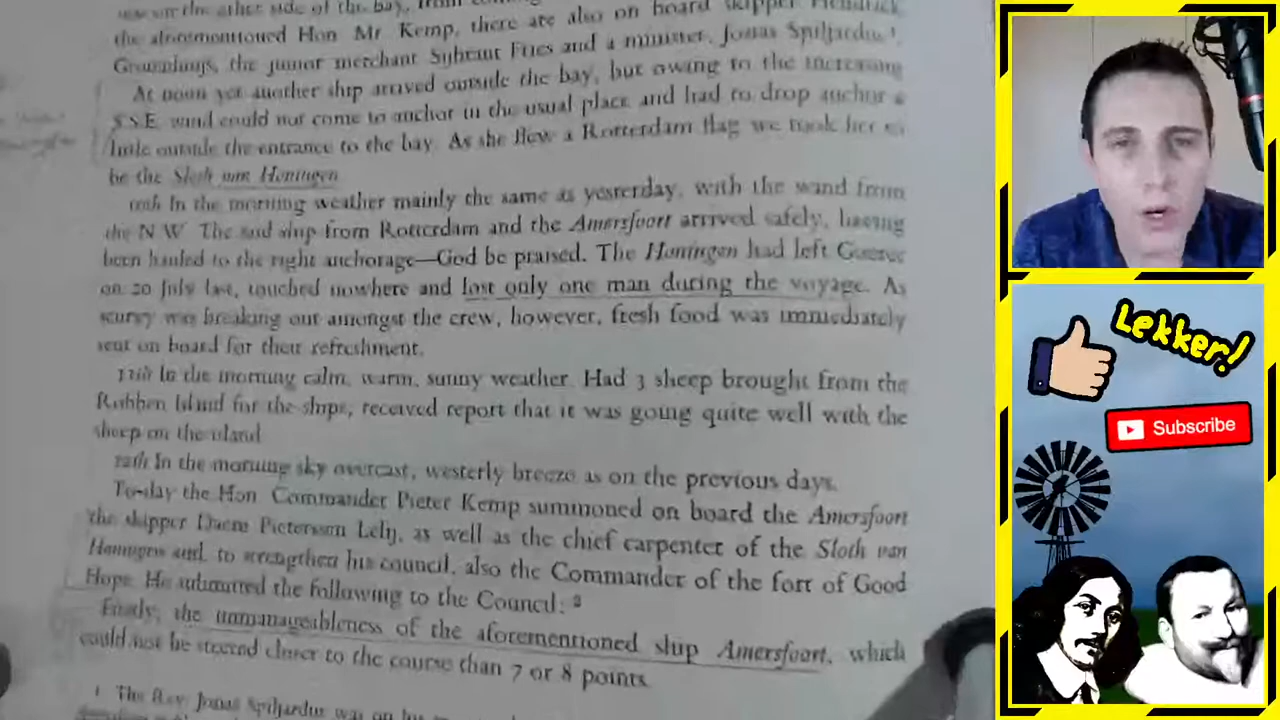 on the other side of the bay, from
the aforementioned Hon Mr Kemp, there are also on board skipper Hendrick
the junior merchant Sijbrant Fries and a minister, Jonas Spiljardus¹.
At noon yet another ship arrived outside the bay, but owing to the increasing
S.S.E. wind could not come to anchor in the usual place and had to drop anchor a
little outside the entrance to the bay. As she flew a Rotterdam flag we took her to
be the Sloth van Honingen
10th In the morning weather mainly the same as yesterday, with the wind from
the N W. The said ship from Rotterdam and the Amersfoort arrived safely, having
been hauled to the right anchorage—God be praised. The Honingen had left Goeree
on 20 July last, touched nowhere and lost only one man during the voyage. As
scurvy was breaking out amongst the crew, however, fresh food was immediately
sent on board for their refreshment.
11th In the morning calm, warm, sunny weather. Had 3 sheep brought from the
Robben Island for the ships, received report that it was going quite well with the
sheep on the island
12th In the morning sky overcast, westerly breeze as on the previous days.
To-day the Hon Commander Pieter Kemp summoned on board the Amersfoort
the skipper Pietersson Lelij, as well as the chief carpenter of the Sloth van
Honingen and, to strengthen his council, also the Commander of the fort of Good
Hope. He submitted the following to the Council: ²
Firstly, the unmanageableness of the aforementioned ship Amersfoort, which
could not be steered closer to the course than 7 or 8 points.
1 The Rev. Jonas Spiljardus was on his
Lekker!
Subscribe